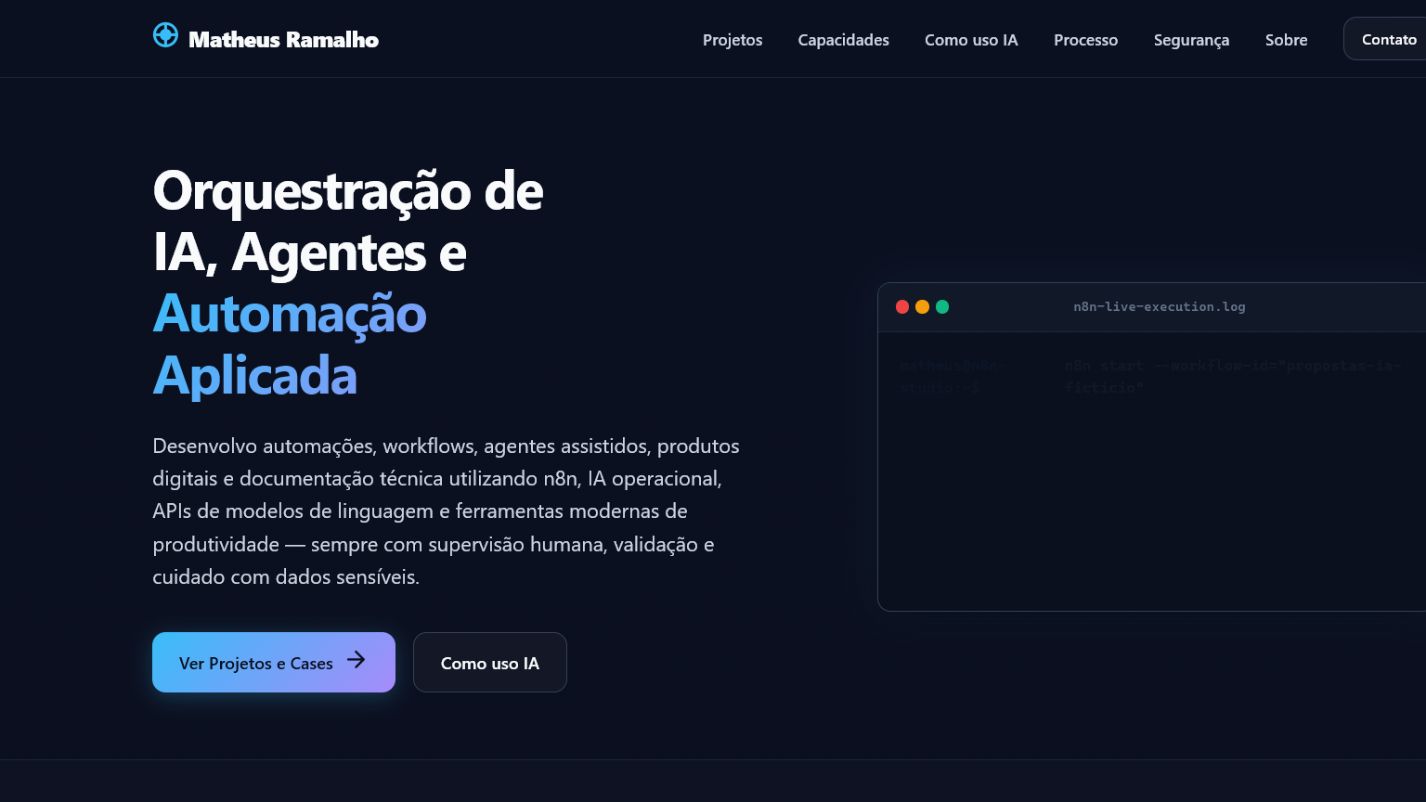 Matheus Ramalho
Projetos
Capacidades
Como uso IA
Processo
Segurança
Sobre
Contato
Orquestração de
IA, Agentes e
Automação
Aplicada
Desenvolvo automações, workflows, agentes assistidos, produtos
digitais e documentação técnica utilizando n8n, IA operacional,
APIs de modelos de linguagem e ferramentas modernas de
produtividade — sempre com supervisão humana, validação e
cuidado com dados sensíveis.
Ver Projetos e Cases
Como uso IA
n8n-live-execution.log
matheus@n8n-
studio:~$
n8n start --workflow-id="propostas-ia-
ficticio"